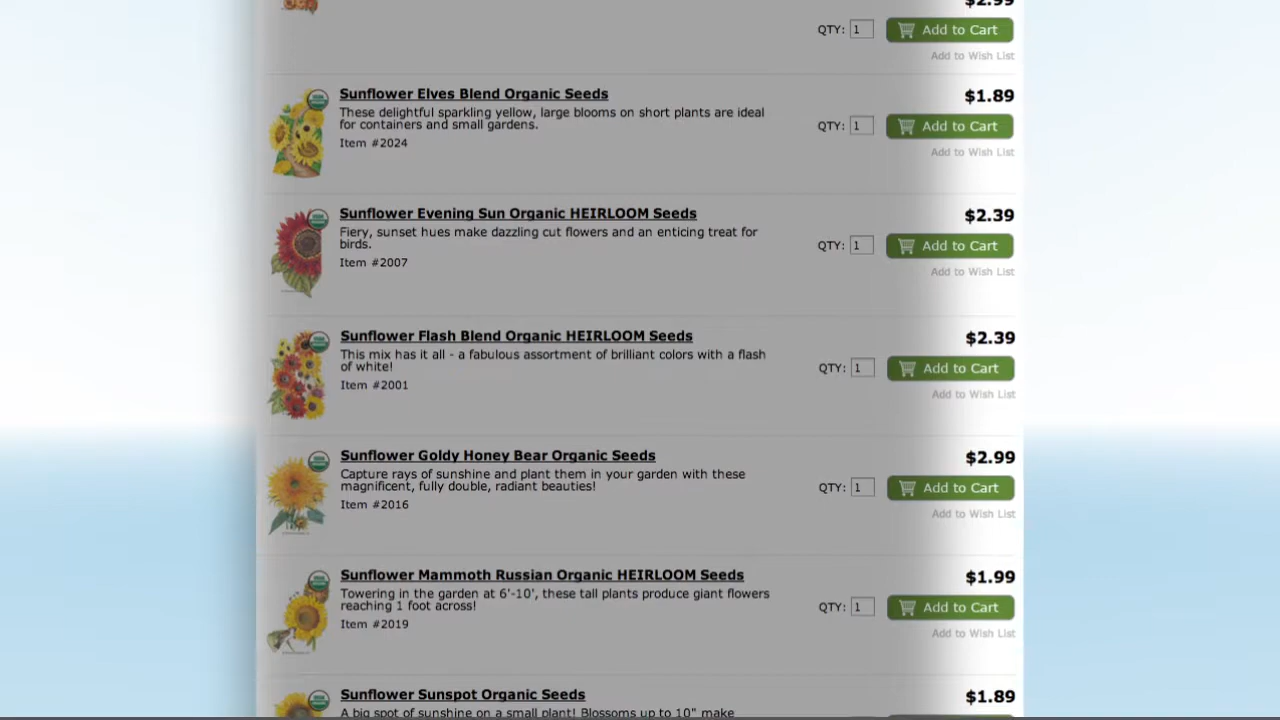 $2.99
QTY: 1 Add to Cart
Add to Wish List
Sunflower Elves Blend Organic Seeds $1.89
These delightful sparkling yellow, large blooms on short plants are ideal
for containers and small gardens.
QTY: 1 Add to Cart
Item #2024
Add to Wish List
Sunflower Evening Sun Organic HEIRLOOM Seeds $2.39
Fiery, sunset hues make dazzling cut flowers and an enticing treat for
birds.
QTY: 1 Add to Cart
Item #2007
Add to Wish List
Sunflower Flash Blend Organic HEIRLOOM Seeds $2.39
This mix has it all - a fabulous assortment of brilliant colors with a flash
of white!
QTY: 1 Add to Cart
Item #2001
Add to Wish List
Sunflower Goldy Honey Bear Organic Seeds $2.99
Capture rays of sunshine and plant them in your garden with these
magnificent, fully double, radiant beauties!
QTY: 1 Add to Cart
Item #2016
Add to Wish List
Sunflower Mammoth Russian Organic HEIRLOOM Seeds $1.99
Towering in the garden at 6'-10', these tall plants produce giant flowers
reaching 1 foot across!
QTY: 1 Add to Cart
Item #2019
Add to Wish List
Sunflower Sunspot Organic Seeds $1.89
A big spot of sunshine on a small plant! Blossoms up to 10" make